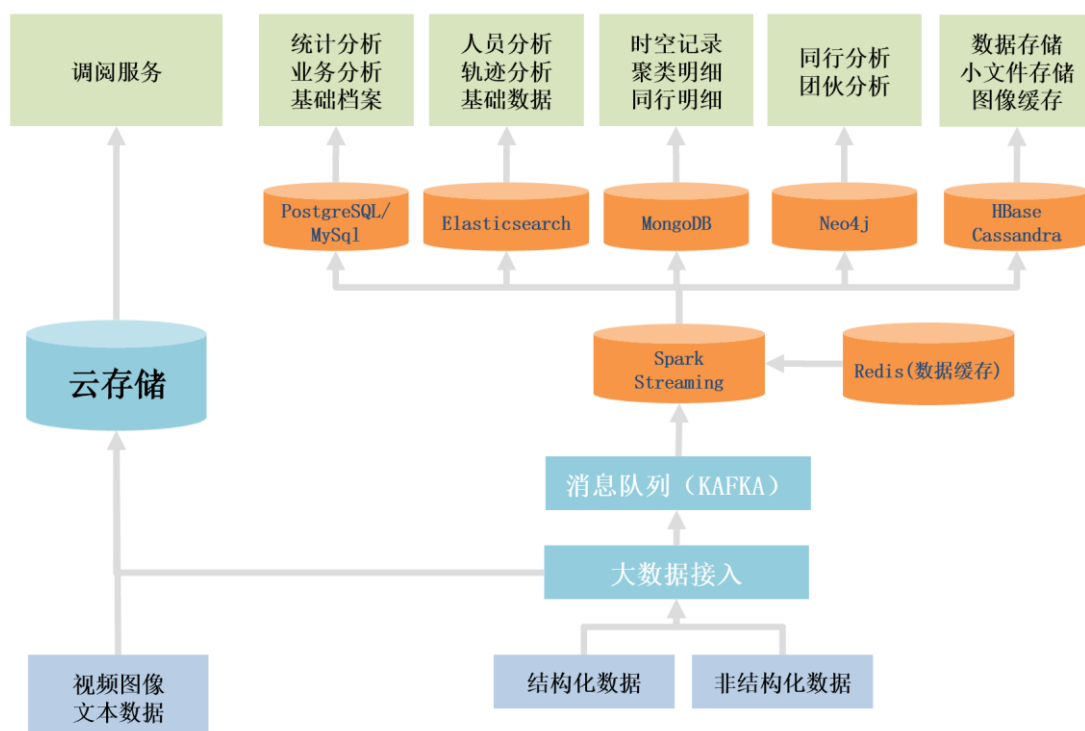 调阅服务
统计分析
业务分析
基础档案
人员分析
轨迹分析
基础数据
时空记录
聚类明细
同行明细
同行分析
团伙分析
数据存储
小文件存储
图像缓存
PostgreSQL/
MySql
Elasticsearch
MongoDB
Neo4j
HBase
Cassandra
云存储
Spark
Streaming
Redis(数据缓存)
消息队列（KAFKA）
大数据接入
视频图像
文本数据
结构化数据
非结构化数据